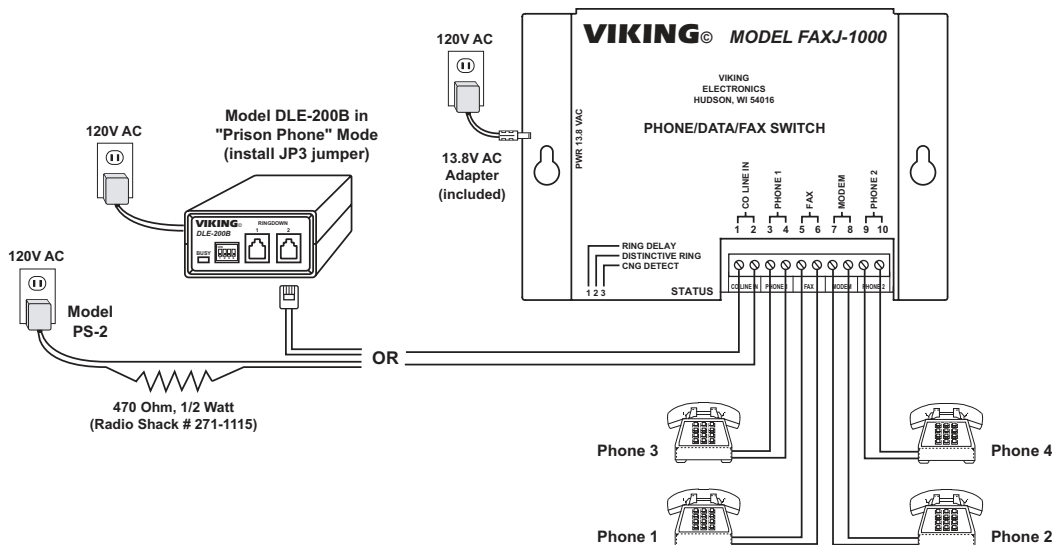 VIKING© MODEL FAXJ-1000
VIKING
ELECTRONICS
HUDSON, WI 54016
PHONE/DATA/FAX SWITCH
PWR 13.8 VAC
120V AC
13.8V AC
Adapter
(included)
Model DLE-200B in
"Prison Phone" Mode
(install JP3 jumper)
120V AC
VIKING©
DLE-200B
RINGDOWN
1 2
BUSY
120V AC
Model
PS-2
470 Ohm, 1/2 Watt
(Radio Shack # 271-1115)
OR
CO LINE IN
PHONE 1
FAX
MODEM
PHONE 2
1 2 3 4 5 6 7 8 9 10
RING DELAY
DISTINCTIVE RING
CNG DETECT
1 2 3
STATUS
CO LINE IN PHONE 1 FAX MODEM PHONE 2
Phone 3
Phone 4
Phone 1
Phone 2